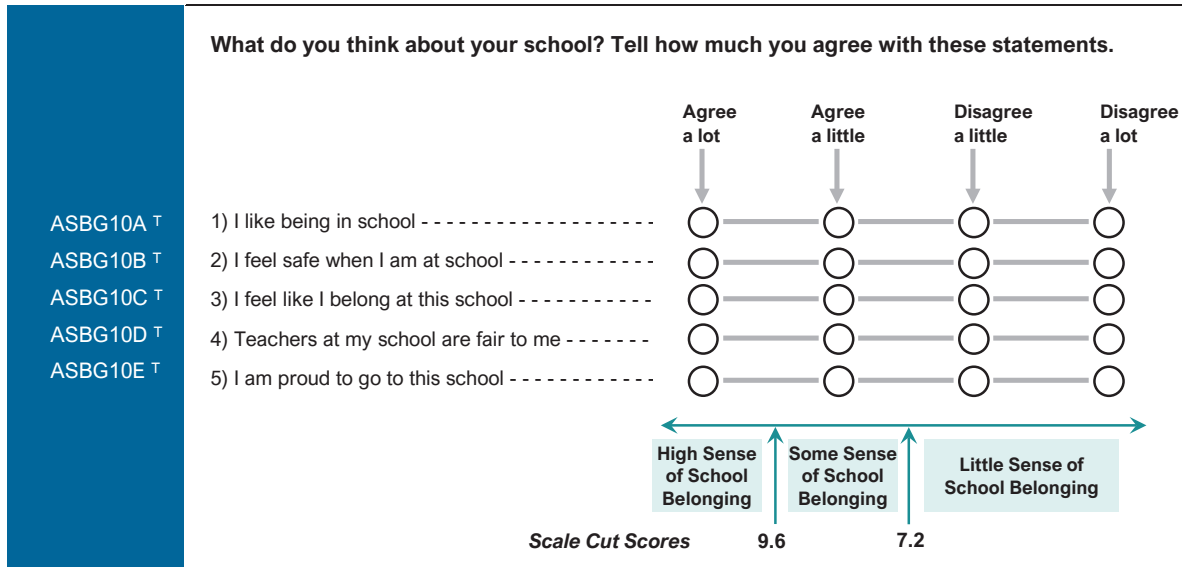 What do you think about your school? Tell how much you agree with these statements.
Agree a lot
Agree a little
Disagree a little
Disagree a lot
ASBG10A T 1) I like being in school - - - - - - - - - - - - - - - - - - -
ASBG10B T 2) I feel safe when I am at school - - - - - - - - - - - -
ASBG10C T 3) I feel like I belong at this school - - - - - - - - - - -
ASBG10D T 4) Teachers at my school are fair to me - - - - - - -
ASBG10E T 5) I am proud to go to this school - - - - - - - - - - - -
High Sense of School Belonging
Some Sense of School Belonging
Little Sense of School Belonging
Scale Cut Scores 9.6 7.2